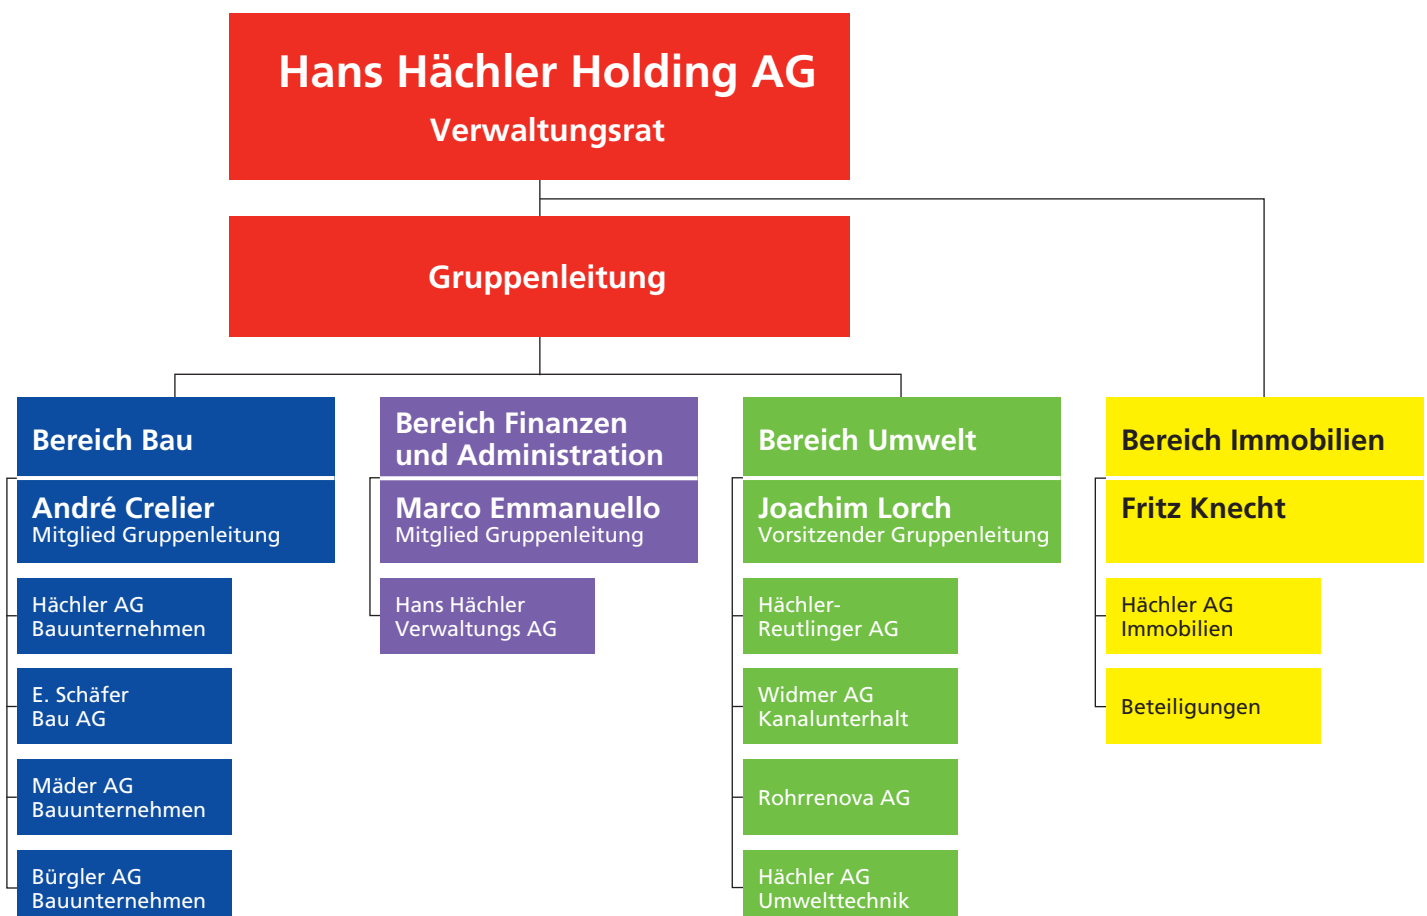 Hans Hächler Holding AG
Verwaltungsrat
Gruppenleitung
Bereich Bau
André Crelier
Mitglied Gruppenleitung
Hächler AG
Bauunternehmen
E. Schäfer
Bau AG
Mäder AG
Bauunternehmen
Bürgler AG
Bauunternehmen
Bereich Finanzen
und Administration
Marco Emmanuello
Mitglied Gruppenleitung
Hans Hächler
Verwaltungs AG
Bereich Umwelt
Joachim Lorch
Vorsitzender Gruppenleitung
Hächler-
Reutlinger AG
Widmer AG
Kanalunterhalt
Rohrrenova AG
Hächler AG
Umwelttechnik
Bereich Immobilien
Fritz Knecht
Hächler AG
Immobilien
Beteiligungen